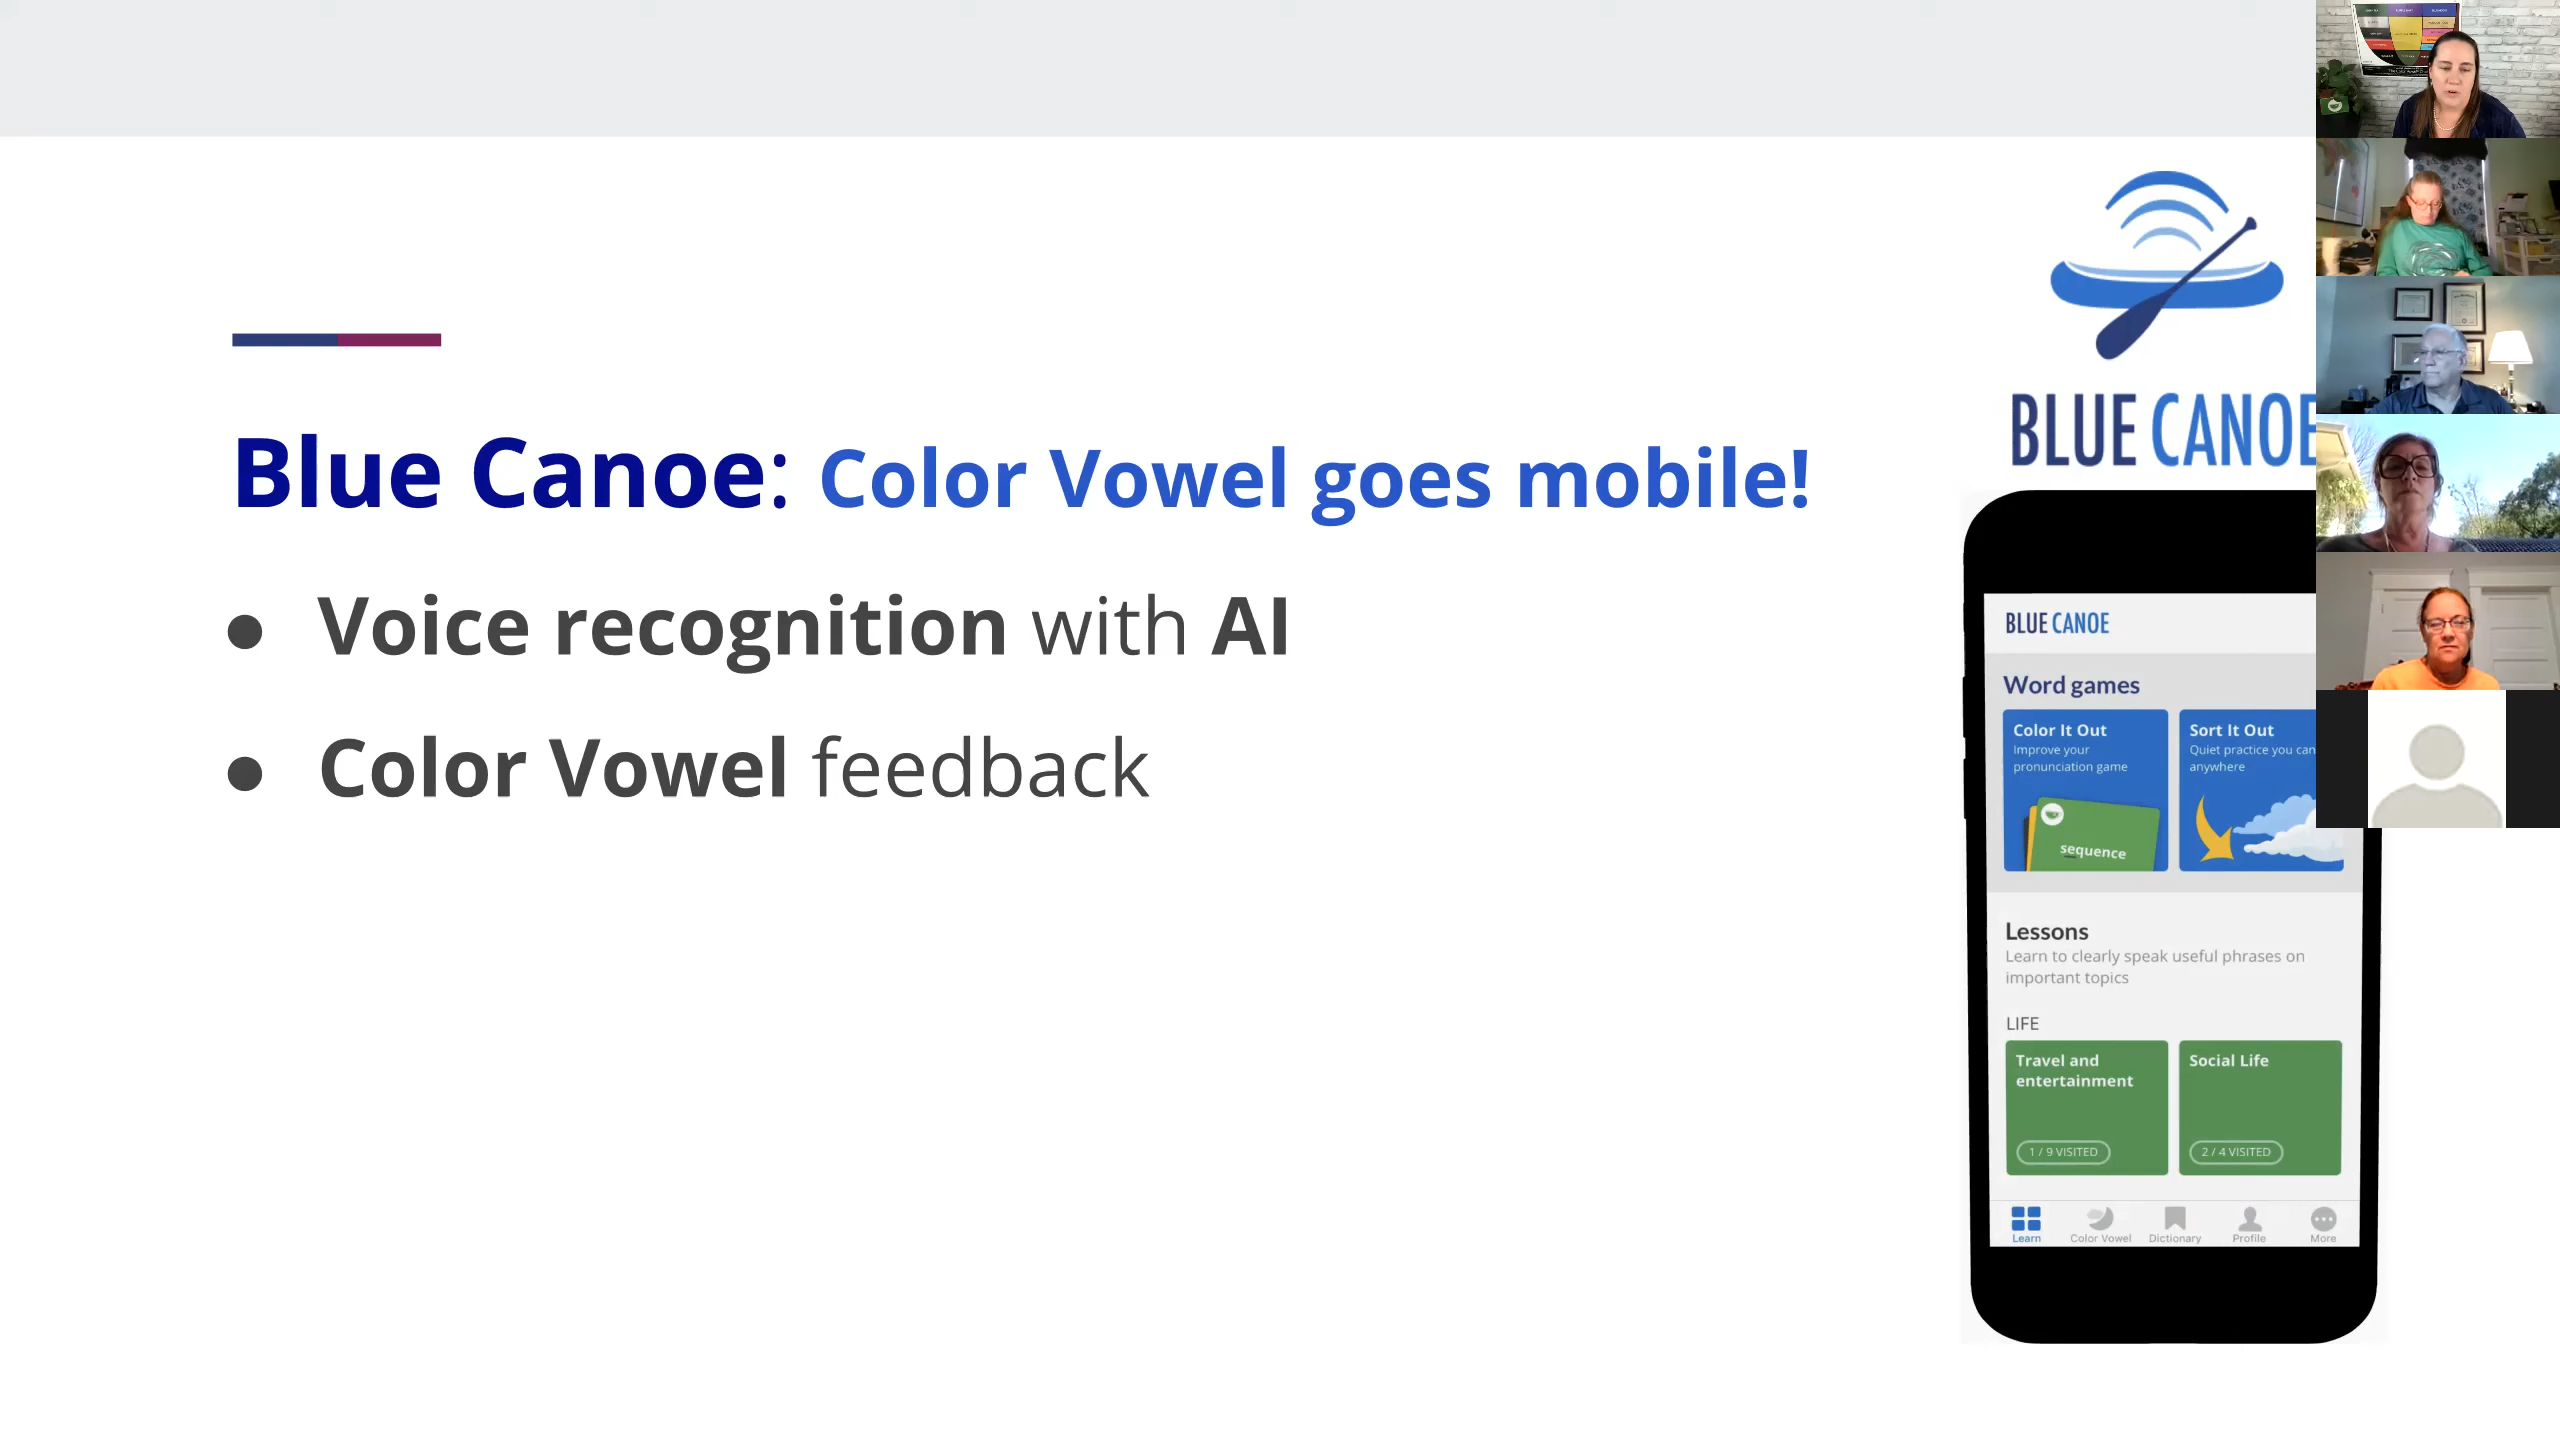 BLUE CANOE
Blue Canoe: Color Vowel goes mobile!
● Voice recognition with AI
● Color Vowel feedback
BLUE CANOE
Word games
Color It Out
Improve your
pronunciation game
sequence
Sort It Out
Quiet practice you can
anywhere
Lessons
Learn to clearly speak useful phrases on
important topics
LIFE
Travel and
entertainment
1 / 9 VISITED
Social Life
2 / 4 VISITED
Learn
Color Vowel
Dictionary
Profile
More